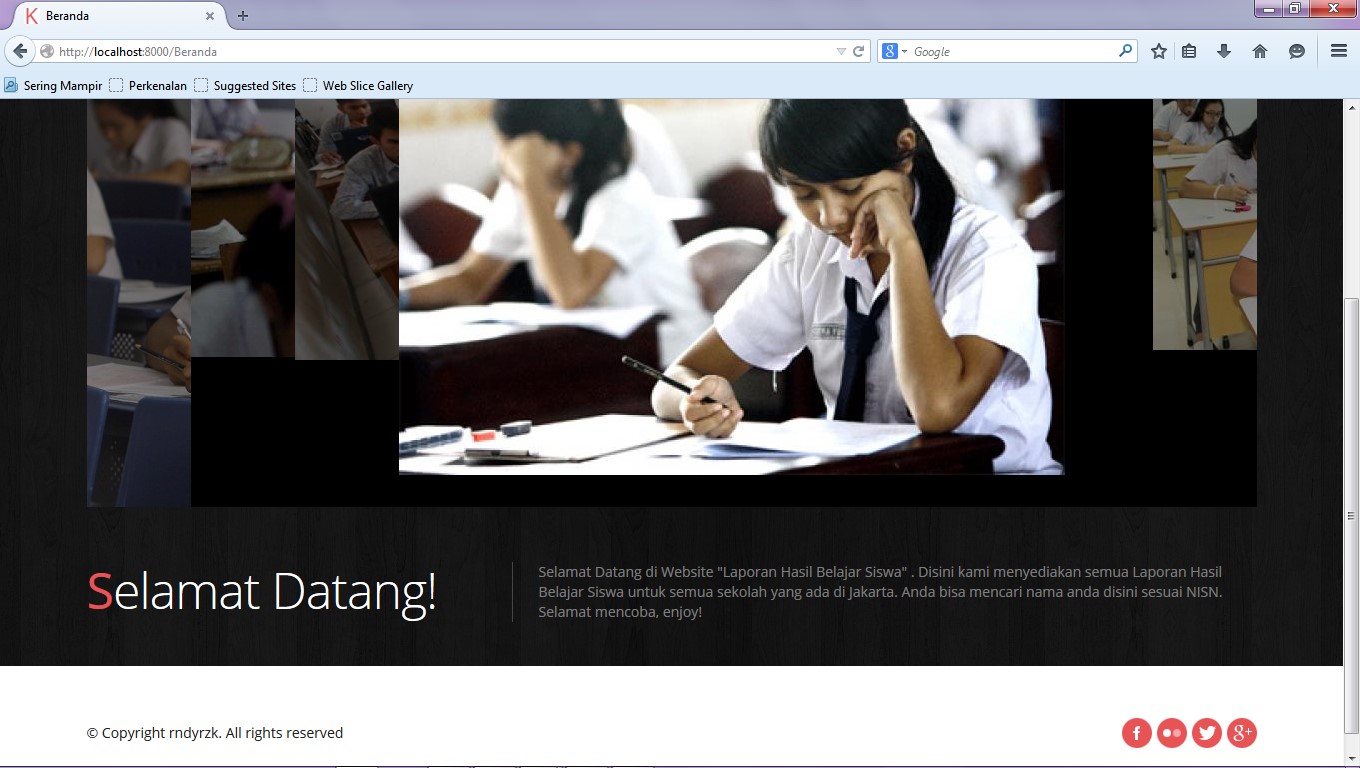 K Beranda
http://localhost:8000/Beranda
8 Google
Sering Mampir Perkenalan Suggested Sites Web Slice Gallery
Selamat Datang!
Selamat Datang di Website "Laporan Hasil Belajar Siswa" . Disini kami menyediakan semua Laporan Hasil
Belajar Siswa untuk semua sekolah yang ada di Jakarta. Anda bisa mencari nama anda disini sesuai NISN.
Selamat mencoba, enjoy!
© Copyright rndyrzk. All rights reserved